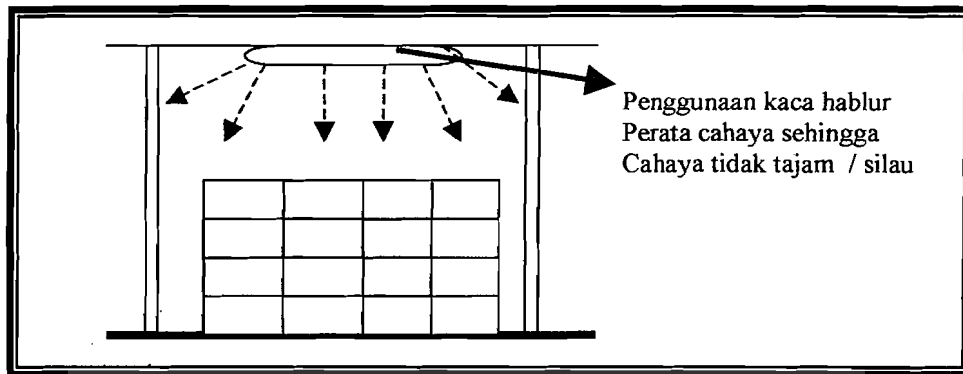 Penggunaan kaca hablur
Perata cahaya sehingga
Cahaya tidak tajam / silau